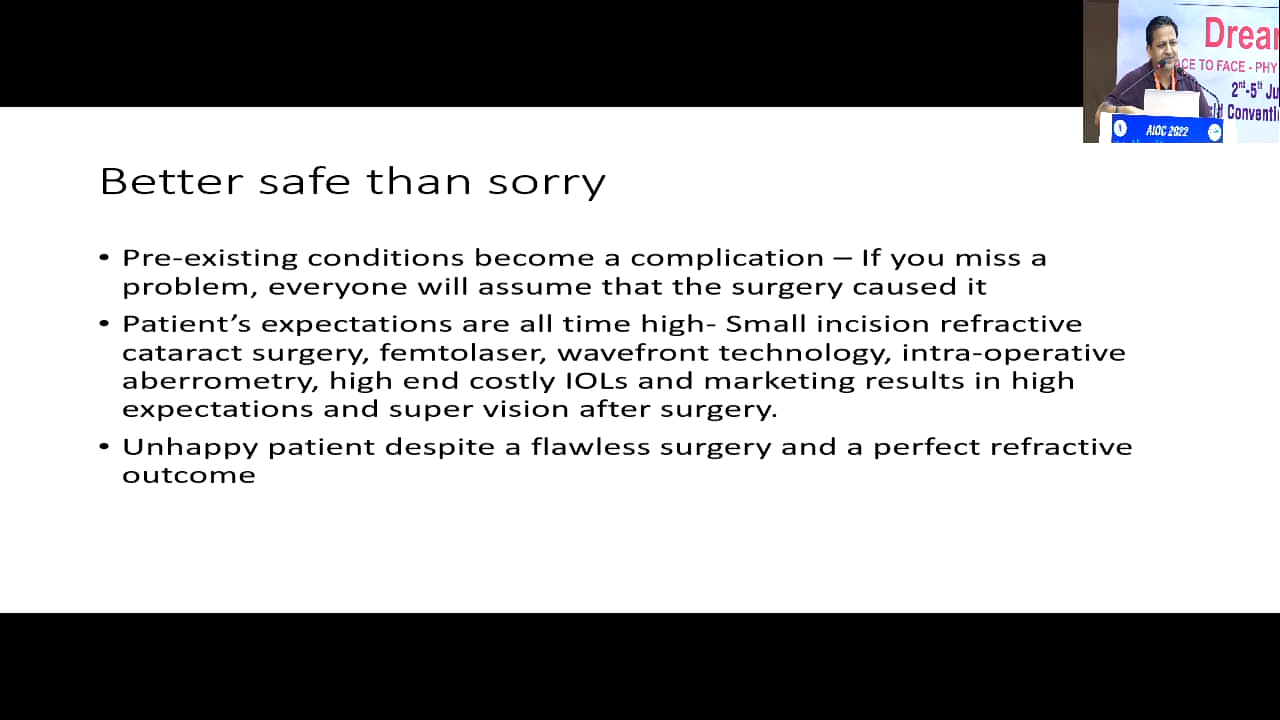 Drea
ACE TO FACE - PHY
2nd-5th Ju
ld Conventi
AIOC 2022
Better safe than sorry
• Pre-existing conditions become a complication – If you miss a
problem, everyone will assume that the surgery caused it
• Patient’s expectations are all time high- Small incision refractive
cataract surgery, femtolaser, wavefront technology, intra-operative
aberrometry, high end costly IOLs and marketing results in high
expectations and super vision after surgery.
• Unhappy patient despite a flawless surgery and a perfect refractive
outcome